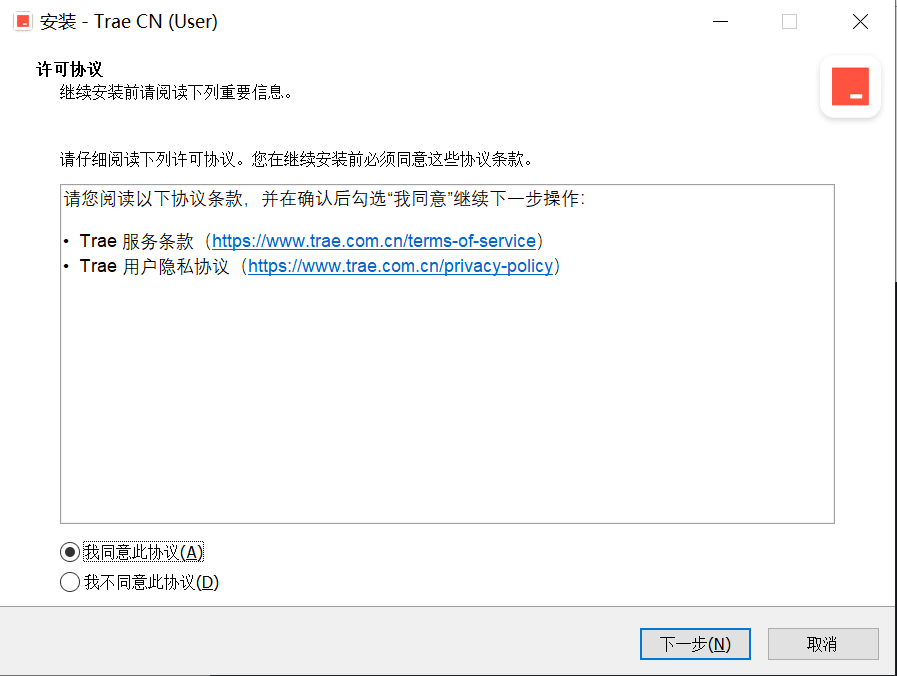 安装 - Trae CN (User)
许可协议
继续安装前请阅读下列重要信息。
请仔细阅读下列许可协议。您在继续安装前必须同意这些协议条款。
请您阅读以下协议条款，并在确认后勾选“我同意”继续下一步操作：
• Trae 服务条款（https://www.trae.com.cn/terms-of-service）
• Trae 用户隐私协议（https://www.trae.com.cn/privacy-policy）
我同意此协议(A)
我不同意此协议(D)
下一步(N)
取消